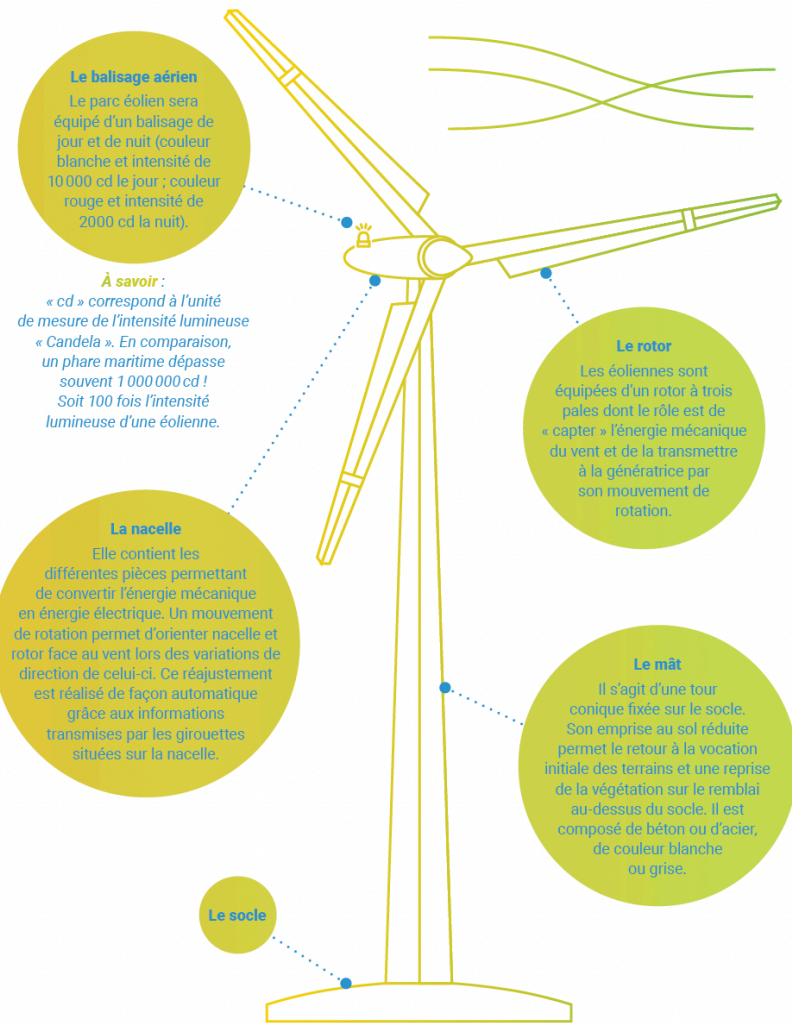 Le balisage aérien
Le parc éolien sera
équipé d'un balisage de
jour et de nuit (couleur
blanche et intensité de
10 000 cd le jour ; couleur
rouge et intensité de
2000 cd la nuit).
À savoir :
« cd » correspond à l'unité
de mesure de l'intensité lumineuse
« Candela ». En comparaison,
un phare maritime dépasse
souvent 1 000 000 cd !
Soit 100 fois l'intensité
lumineuse d'une éolienne.
Le rotor
Les éoliennes sont
équipées d'un rotor à trois
pales dont le rôle est de
« capter » l'énergie mécanique
du vent et de la transmettre
à la génératrice par
son mouvement de
rotation.
La nacelle
Elle contient les
différentes pièces permettant
de convertir l'énergie mécanique
en énergie électrique. Un mouvement
de rotation permet d'orienter nacelle et
rotor face au vent lors des variations de
direction de celui-ci. Ce réajustement
est réalisé de façon automatique
grâce aux informations
transmises par les girouettes
situées sur la nacelle.
Le mât
Il s'agit d'une tour
conique fixée sur le socle.
Son emprise au sol réduite
permet le retour à la vocation
initiale des terrains et une reprise
de la végétation sur le remblai
au-dessus du socle. Il est
composé de béton ou d'acier,
de couleur blanche
ou grise.
Le socle